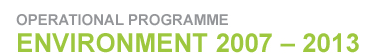 OPERATIONAL PROGRAMME
ENVIRONMENT 2007 – 2013